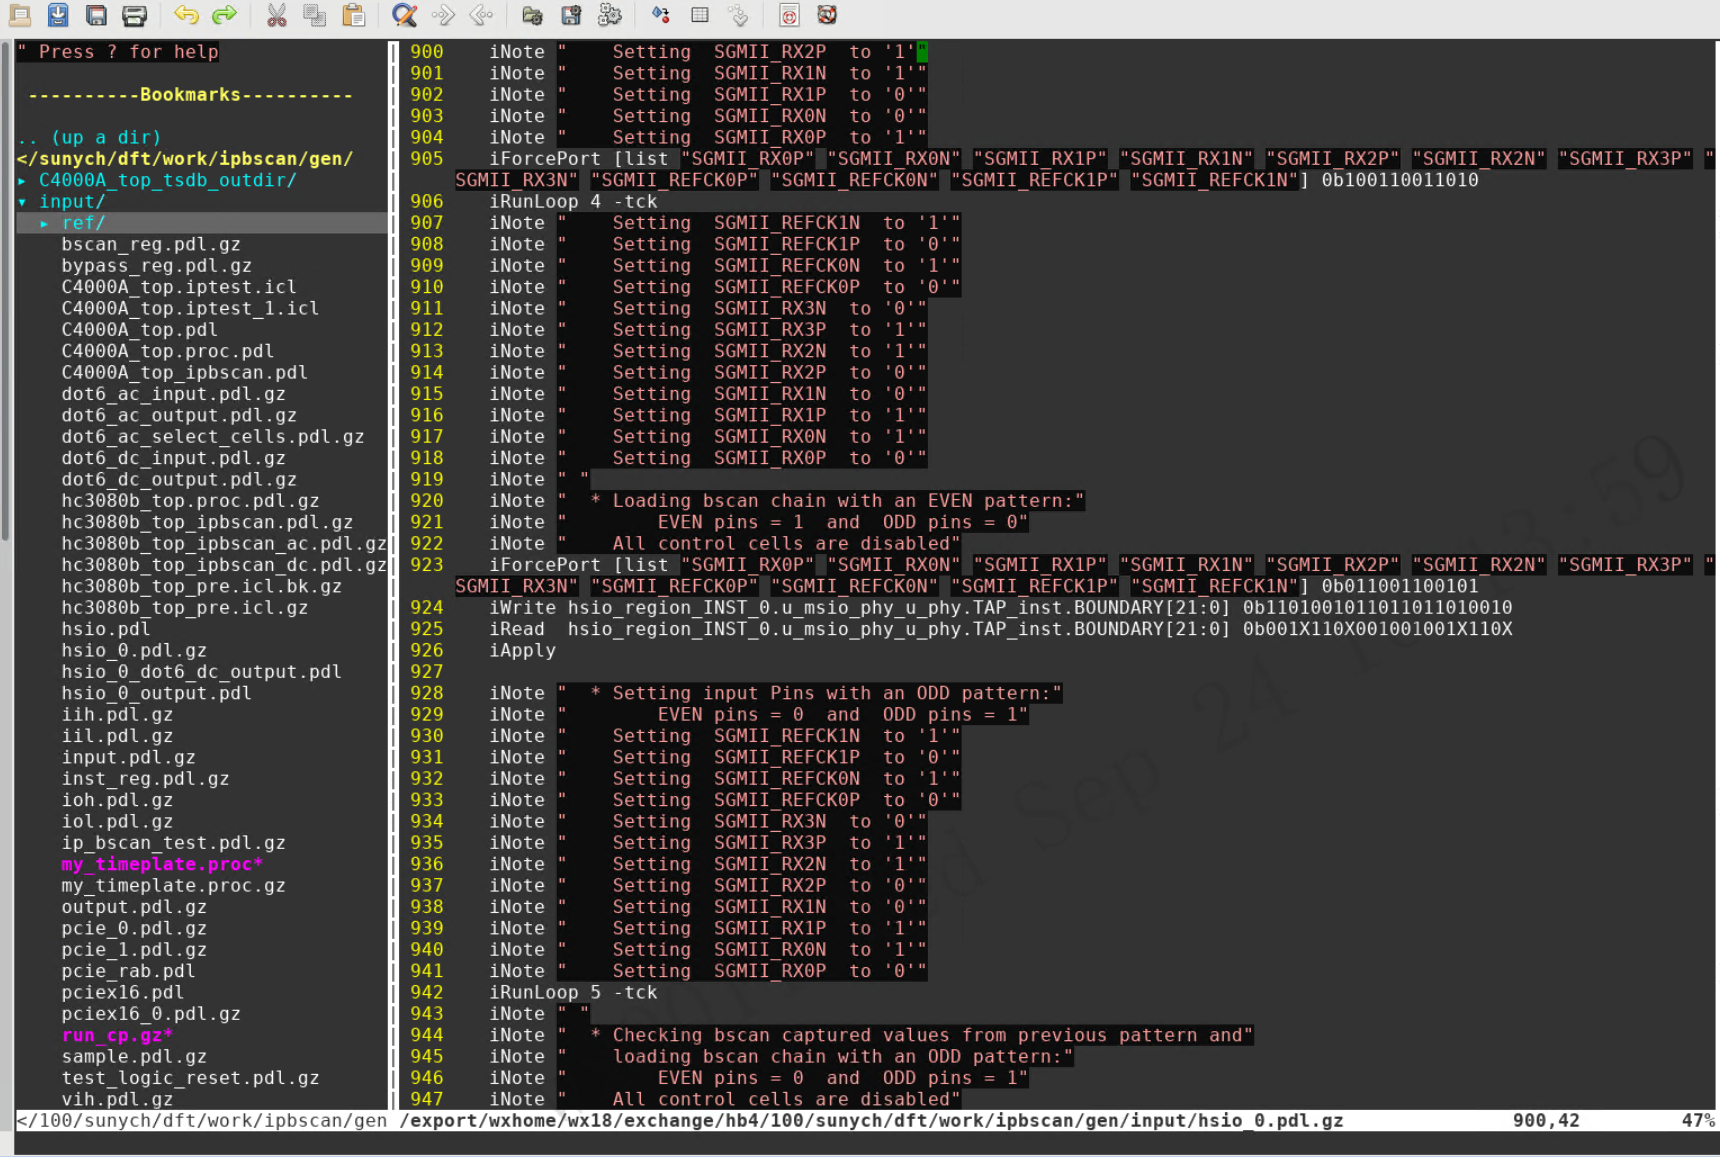 " Press ? for help
----------Bookmarks----------
.. (up a dir)
</sunych/dft/work/ipbscan/gen/
▸ C4000A_top_tsdb_outdir/
▾ input/
▸ ref/
bscan_reg.pdl.gz
bypass_reg.pdl.gz
C4000A_top.iptest.icl
C4000A_top.iptest_1.icl
C4000A_top.pdl
C4000A_top.proc.pdl
C4000A_top_ipbscan.pdl
dot6_ac_input.pdl.gz
dot6_ac_output.pdl.gz
dot6_ac_select_cells.pdl.gz
dot6_dc_input.pdl.gz
dot6_dc_output.pdl.gz
hc3080b_top.proc.pdl.gz
hc3080b_top_ipbscan.pdl.gz
hc3080b_top_ipbscan_ac.pdl.gz
hc3080b_top_ipbscan_dc.pdl.gz
hc3080b_top_pre.icl.bk.gz
hc3080b_top_pre.icl.gz
hsio.pdl
hsio_0.pdl.gz
hsio_0_dot6_dc_output.pdl
hsio_0_output.pdl
iih.pdl.gz
iil.pdl.gz
input.pdl.gz
inst_reg.pdl.gz
ioh.pdl.gz
iol.pdl.gz
ip_bscan_test.pdl.gz
my_timeplate.proc*
my_timeplate.proc.gz
output.pdl.gz
pcie_0.pdl.gz
pcie_1.pdl.gz
pcie_rab.pdl
pciex16.pdl
pciex16_0.pdl.gz
run_cp.gz*
sample.pdl.gz
test_logic_reset.pdl.gz
vih.pdl.gz
</100/sunych/dft/work/ipbscan/gen
900 iNote "    Setting  SGMII_RX2P  to '1'"
901 iNote "    Setting  SGMII_RX1N  to '1'"
902 iNote "    Setting  SGMII_RX1P  to '0'"
903 iNote "    Setting  SGMII_RX0N  to '0'"
904 iNote "    Setting  SGMII_RX0P  to '1'"
905 iForcePort [list "SGMII_RX0P" "SGMII_RX0N" "SGMII_RX1P" "SGMII_RX1N" "SGMII_RX2P" "SGMII_RX2N" "SGMII_RX3P" "
SGMII_RX3N" "SGMII_REFCK0P" "SGMII_REFCK0N" "SGMII_REFCK1P" "SGMII_REFCK1N"] 0b100110011010
906 iRunLoop 4 -tck
907 iNote "    Setting  SGMII_REFCK1N  to '1'"
908 iNote "    Setting  SGMII_REFCK1P  to '0'"
909 iNote "    Setting  SGMII_REFCK0N  to '1'"
910 iNote "    Setting  SGMII_REFCK0P  to '0'"
911 iNote "    Setting  SGMII_RX3N  to '0'"
912 iNote "    Setting  SGMII_RX3P  to '1'"
913 iNote "    Setting  SGMII_RX2N  to '1'"
914 iNote "    Setting  SGMII_RX2P  to '0'"
915 iNote "    Setting  SGMII_RX1N  to '0'"
916 iNote "    Setting  SGMII_RX1P  to '1'"
917 iNote "    Setting  SGMII_RX0N  to '1'"
918 iNote "    Setting  SGMII_RX0P  to '0'"
919 iNote " "
920 iNote "  * Loading bscan chain with an EVEN pattern:"
921 iNote "        EVEN pins = 1  and  ODD pins = 0"
922 iNote "    All control cells are disabled"
923 iForcePort [list "SGMII_RX0P" "SGMII_RX0N" "SGMII_RX1P" "SGMII_RX1N" "SGMII_RX2P" "SGMII_RX2N" "SGMII_RX3P" "
SGMII_RX3N" "SGMII_REFCK0P" "SGMII_REFCK0N" "SGMII_REFCK1P" "SGMII_REFCK1N"] 0b011001100101
924 iWrite hsio_region_INST_0.u_msio_phy_u_phy.TAP_inst.BOUNDARY[21:0] 0b1101001011011011010010
925 iRead  hsio_region_INST_0.u_msio_phy_u_phy.TAP_inst.BOUNDARY[21:0] 0b001X110X001001001X110X
926 iApply
927
928 iNote "  * Setting input Pins with an ODD pattern:"
929 iNote "        EVEN pins = 0  and  ODD pins = 1"
930 iNote "    Setting  SGMII_REFCK1N  to '1'"
931 iNote "    Setting  SGMII_REFCK1P  to '0'"
932 iNote "    Setting  SGMII_REFCK0N  to '1'"
933 iNote "    Setting  SGMII_REFCK0P  to '0'"
934 iNote "    Setting  SGMII_RX3N  to '0'"
935 iNote "    Setting  SGMII_RX3P  to '1'"
936 iNote "    Setting  SGMII_RX2N  to '1'"
937 iNote "    Setting  SGMII_RX2P  to '0'"
938 iNote "    Setting  SGMII_RX1N  to '0'"
939 iNote "    Setting  SGMII_RX1P  to '1'"
940 iNote "    Setting  SGMII_RX0N  to '1'"
941 iNote "    Setting  SGMII_RX0P  to '0'"
942 iRunLoop 5 -tck
943 iNote " "
944 iNote "  * Checking bscan captured values from previous pattern and"
945 iNote "    loading bscan chain with an ODD pattern:"
946 iNote "        EVEN pins = 0  and  ODD pins = 1"
947 iNote "    All control cells are disabled"
/export/wxhome/wx18/exchange/hb4/100/sunych/dft/work/ipbscan/gen/input/hsio_0.pdl.gz 900,42 47%